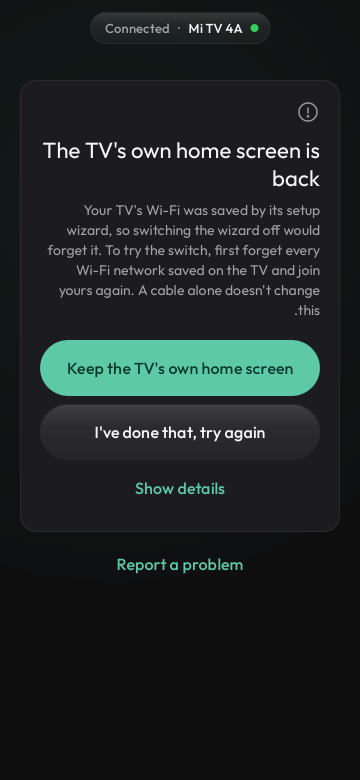 Connected · Mi TV 4A
The TV's own home screen is
back
Your TV's Wi-Fi was saved by its setup
wizard, so switching the wizard off would
forget it. To try the switch, first forget every
Wi-Fi network saved on the TV and join
yours again. A cable alone doesn't change
.this
Keep the TV's own home screen
I've done that, try again
Show details
Report a problem